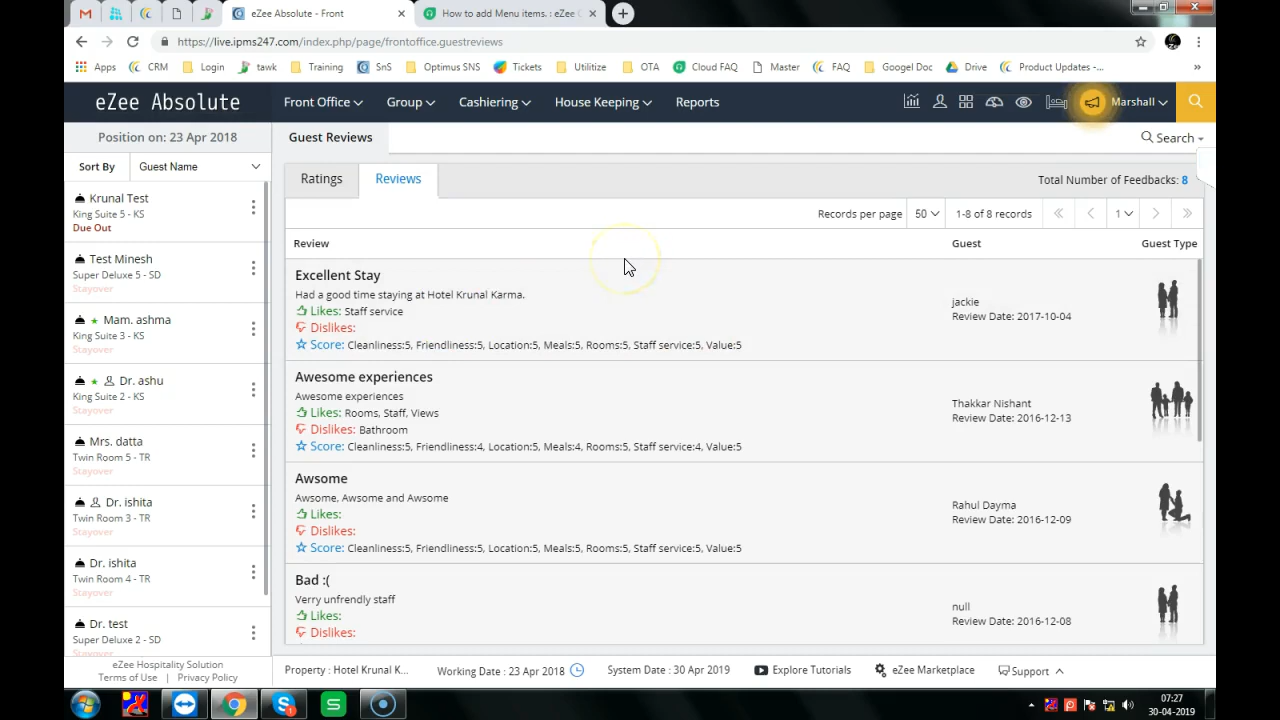 eZee Absolute - Front
How to add Menu items. : eZee C
https://live.ipms247.com/index.php/page/frontoffice.guestreviews
Apps CRM Login tawk Training SnS Optimus SNS Tickets Utilitize OTA Cloud FAQ Master FAQ Googel Doc Drive Product Updates -...
eZee Absolute Front Office Group Cashiering House Keeping Reports Marshall
Position on: 23 Apr 2018
Guest Reviews
Search
Sort By Guest Name
Ratings Reviews
Total Number of Feedbacks: 8
Records per page 50 1-8 of 8 records 1
Krunal Test
King Suite 5 - KS
Due Out
Test Minesh
Super Deluxe 5 - SD
Stayover
Mam. ashma
King Suite 3 - KS
Stayover
Dr. ashu
King Suite 2 - KS
Stayover
Mrs. datta
Twin Room 5 - TR
Stayover
Dr. ishita
Twin Room 3 - TR
Stayover
Dr. ishita
Twin Room 4 - TR
Stayover
Dr. test
Super Deluxe 2 - SD
Stayover
eZee Hospitality Solution
Terms of Use | Privacy Policy
Review Guest Guest Type
Excellent Stay
Had a good time staying at Hotel Krunal Karma.
Likes: Staff service
Dislikes:
Score: Cleanliness:5, Friendliness:5, Location:5, Meals:5, Rooms:5, Staff service:5, Value:5
jackie
Review Date: 2017-10-04
Awesome experiences
Awesome experiences
Likes: Rooms, Staff, Views
Dislikes: Bathroom
Score: Cleanliness:5, Friendliness:4, Location:5, Meals:4, Rooms:5, Staff service:4, Value:5
Thakkar Nishant
Review Date: 2016-12-13
Awsome
Awsome, Awsome and Awsome
Likes:
Dislikes:
Score: Cleanliness:5, Friendliness:5, Location:5, Meals:5, Rooms:5, Staff service:5, Value:5
Rahul Dayma
Review Date: 2016-12-09
Bad :(
Verry unfrendly staff
Likes:
Dislikes:
null
Review Date: 2016-12-08
Property : Hotel Krunal K... Working Date : 23 Apr 2018 System Date : 30 Apr 2019 Explore Tutorials eZee Marketplace Support
07:27
30-04-2019